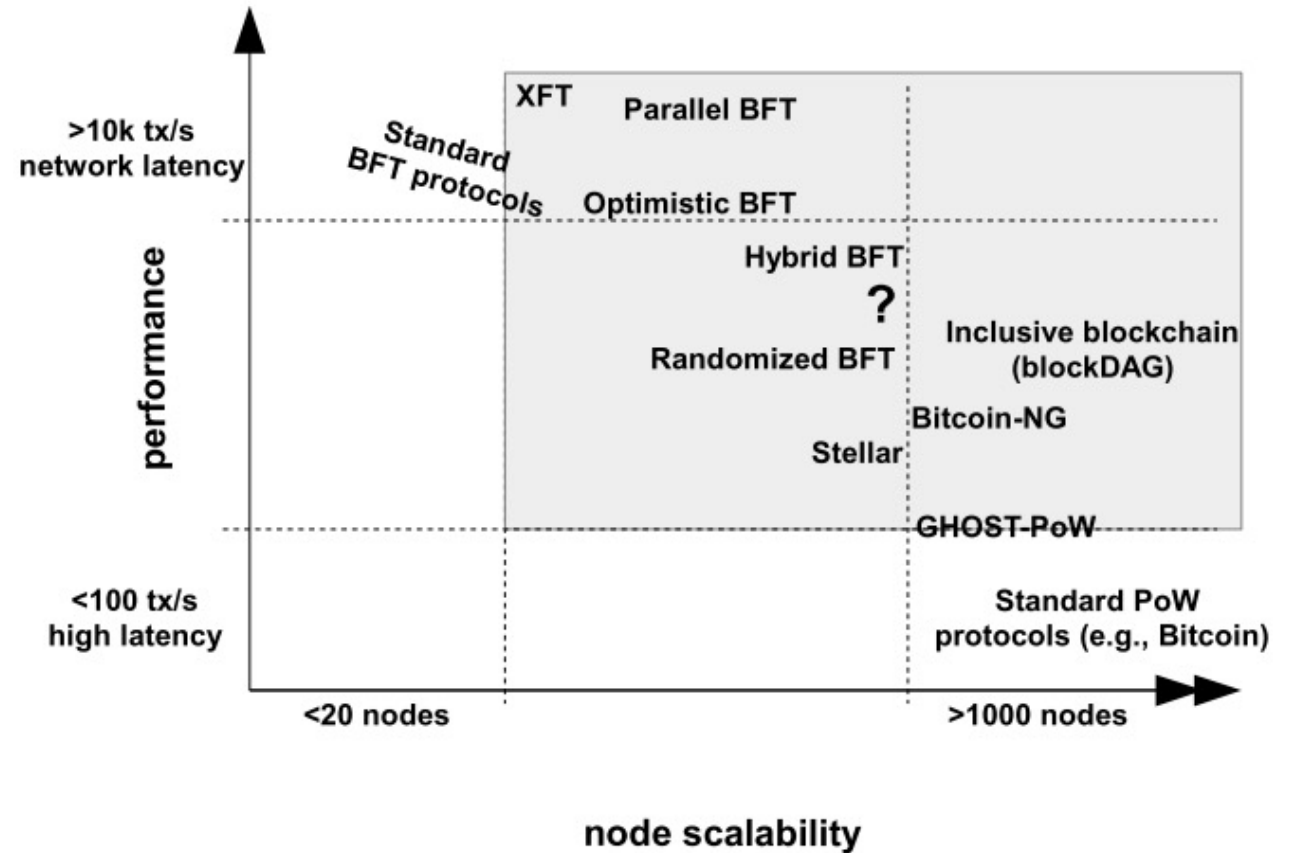 XFT
Parallel BFT
>10k tx/s
network latency
Standard
BFT protocols
Optimistic BFT
Hybrid BFT
?
performance
Inclusive blockchain
(blockDAG)
Randomized BFT
Bitcoin-NG
Stellar
GHOST-PoW
<100 tx/s
high latency
Standard PoW
protocols (e.g., Bitcoin)
<20 nodes
>1000 nodes
node scalability